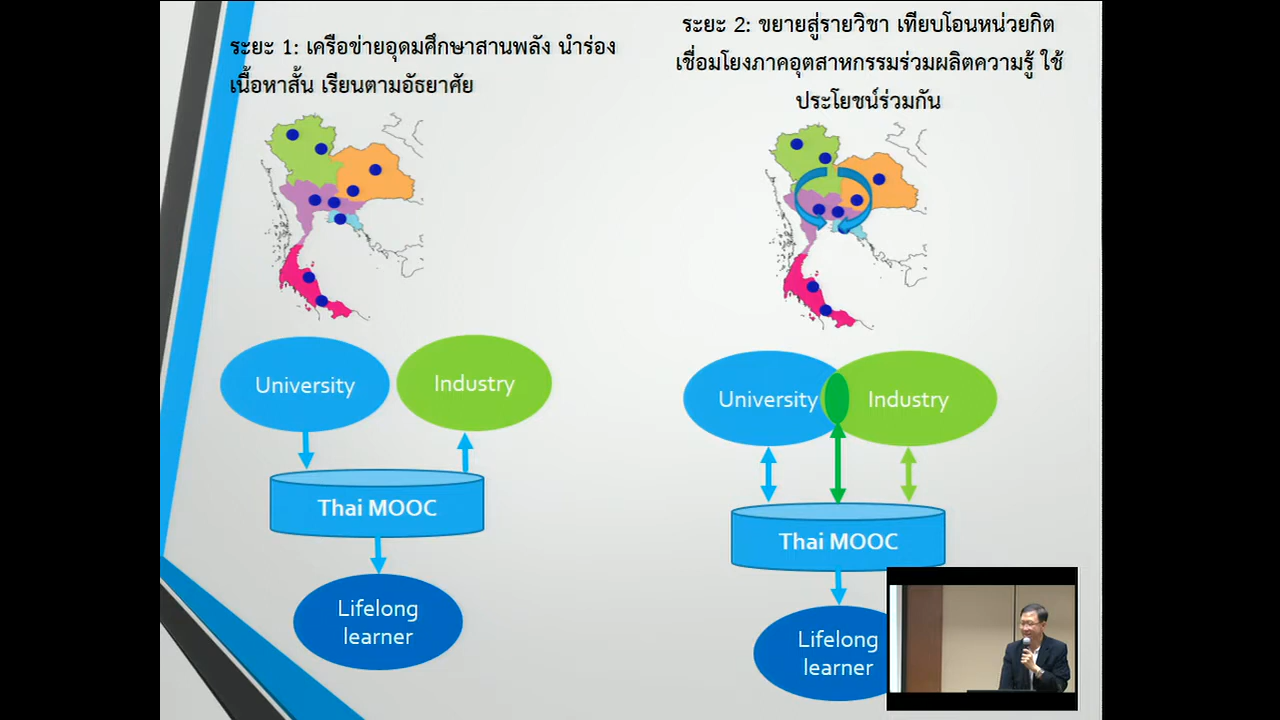 ระยะ 1: เครือข่ายอุดมศึกษาสานพลัง นำร่อง
เนื้อหาสั้น เรียนตามอัธยาศัย
University
Industry
Thai MOOC
Lifelong
learner
ระยะ 2: ขยายสู่รายวิชา เทียบโอนหน่วยกิต
เชื่อมโยงภาคอุตสาหกรรมร่วมผลิตความรู้ ใช้
ประโยชน์ร่วมกัน
University
Industry
Thai MOOC
Lifelong
learner